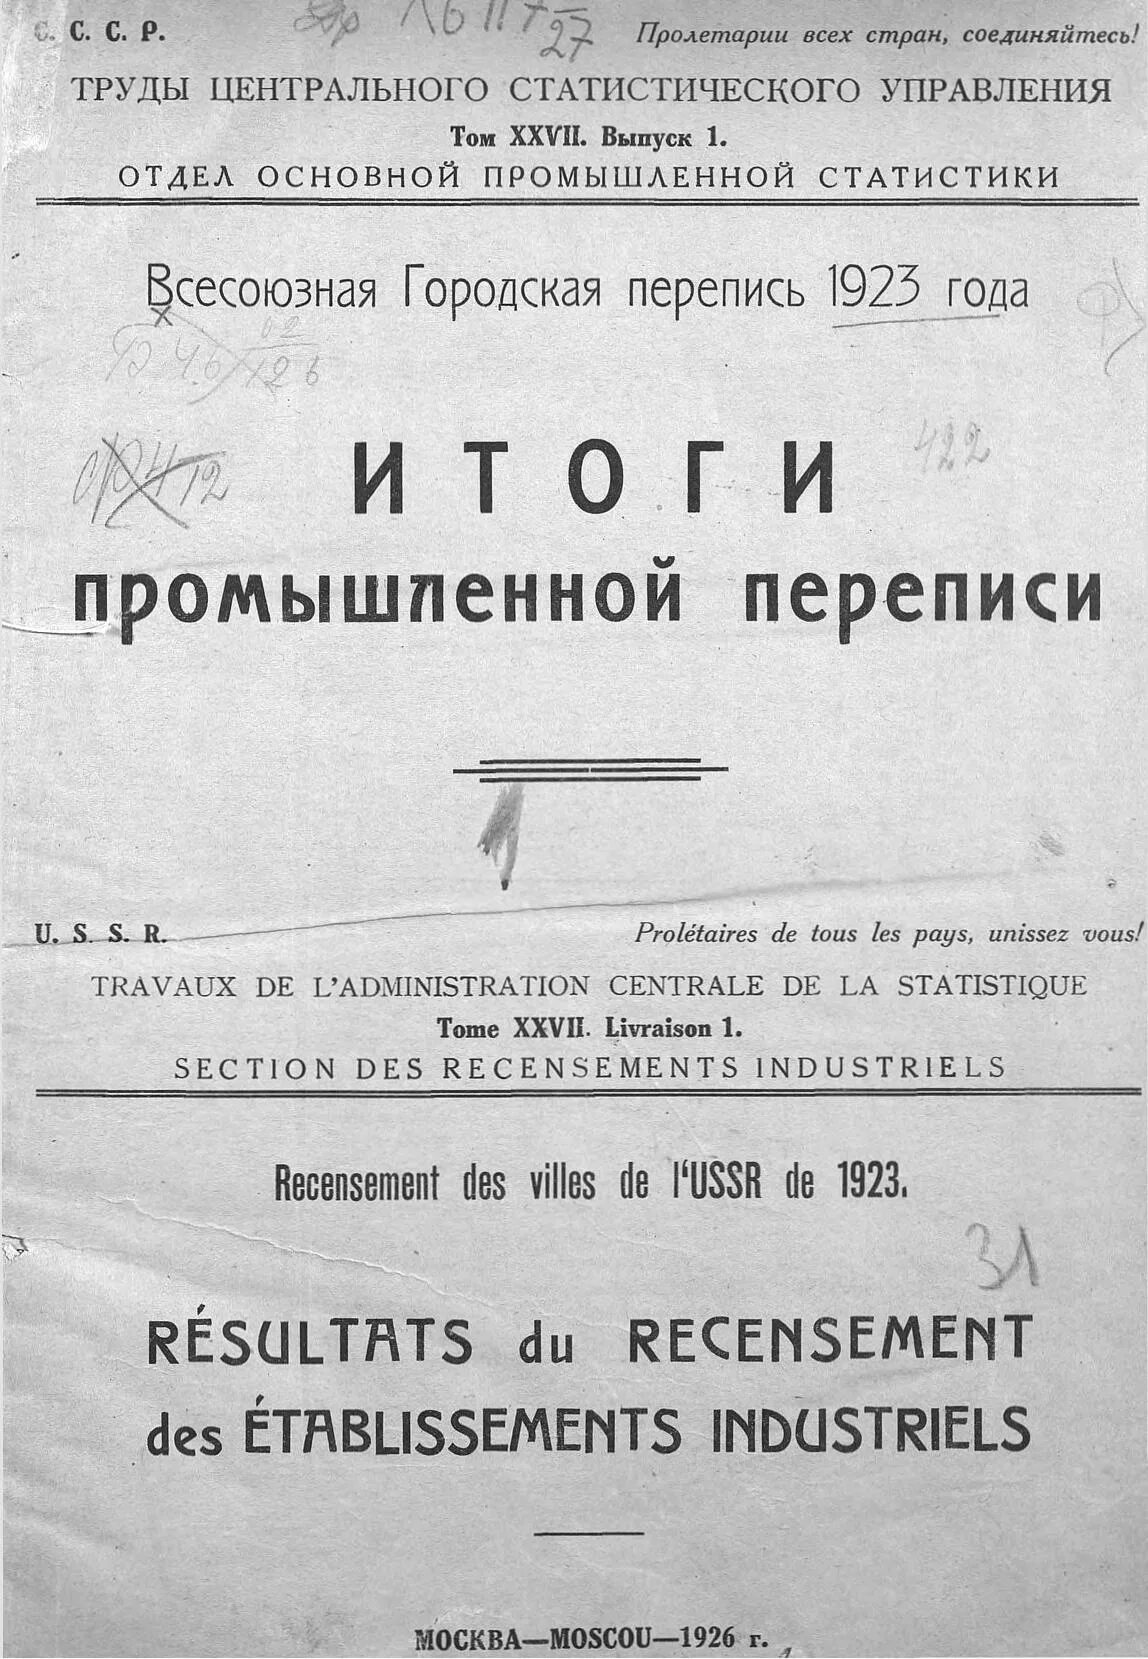 С. С. С. Р.
Пролетарии всех стран, соединяйтесь!
ТРУДЫ ЦЕНТРАЛЬНОГО СТАТИСТИЧЕСКОГО УПРАВЛЕНИЯ
Том XXVII. Выпуск 1.
ОТДЕЛ ОСНОВНОЙ ПРОМЫШЛЕННОЙ СТАТИСТИКИ
Всесоюзная Городская перепись 1923 года
422
ИТОГИ
промышленной переписи
U. S. S. R.
Prolétaires de tous les pays, unissez vous!
TRAVAUX DE L'ADMINISTRATION CENTRALE DE LA STATISTIQUE
Tome XXVII. Livraison 1.
SECTION DES RECENSEMENTS INDUSTRIELS
Recensement des villes de l'USSR de 1923.
31
RÉSULTATS du RECENSEMENT
des ÉTABLISSEMENTS INDUSTRIELS
МОСКВА—MOSCOU—1926 г.